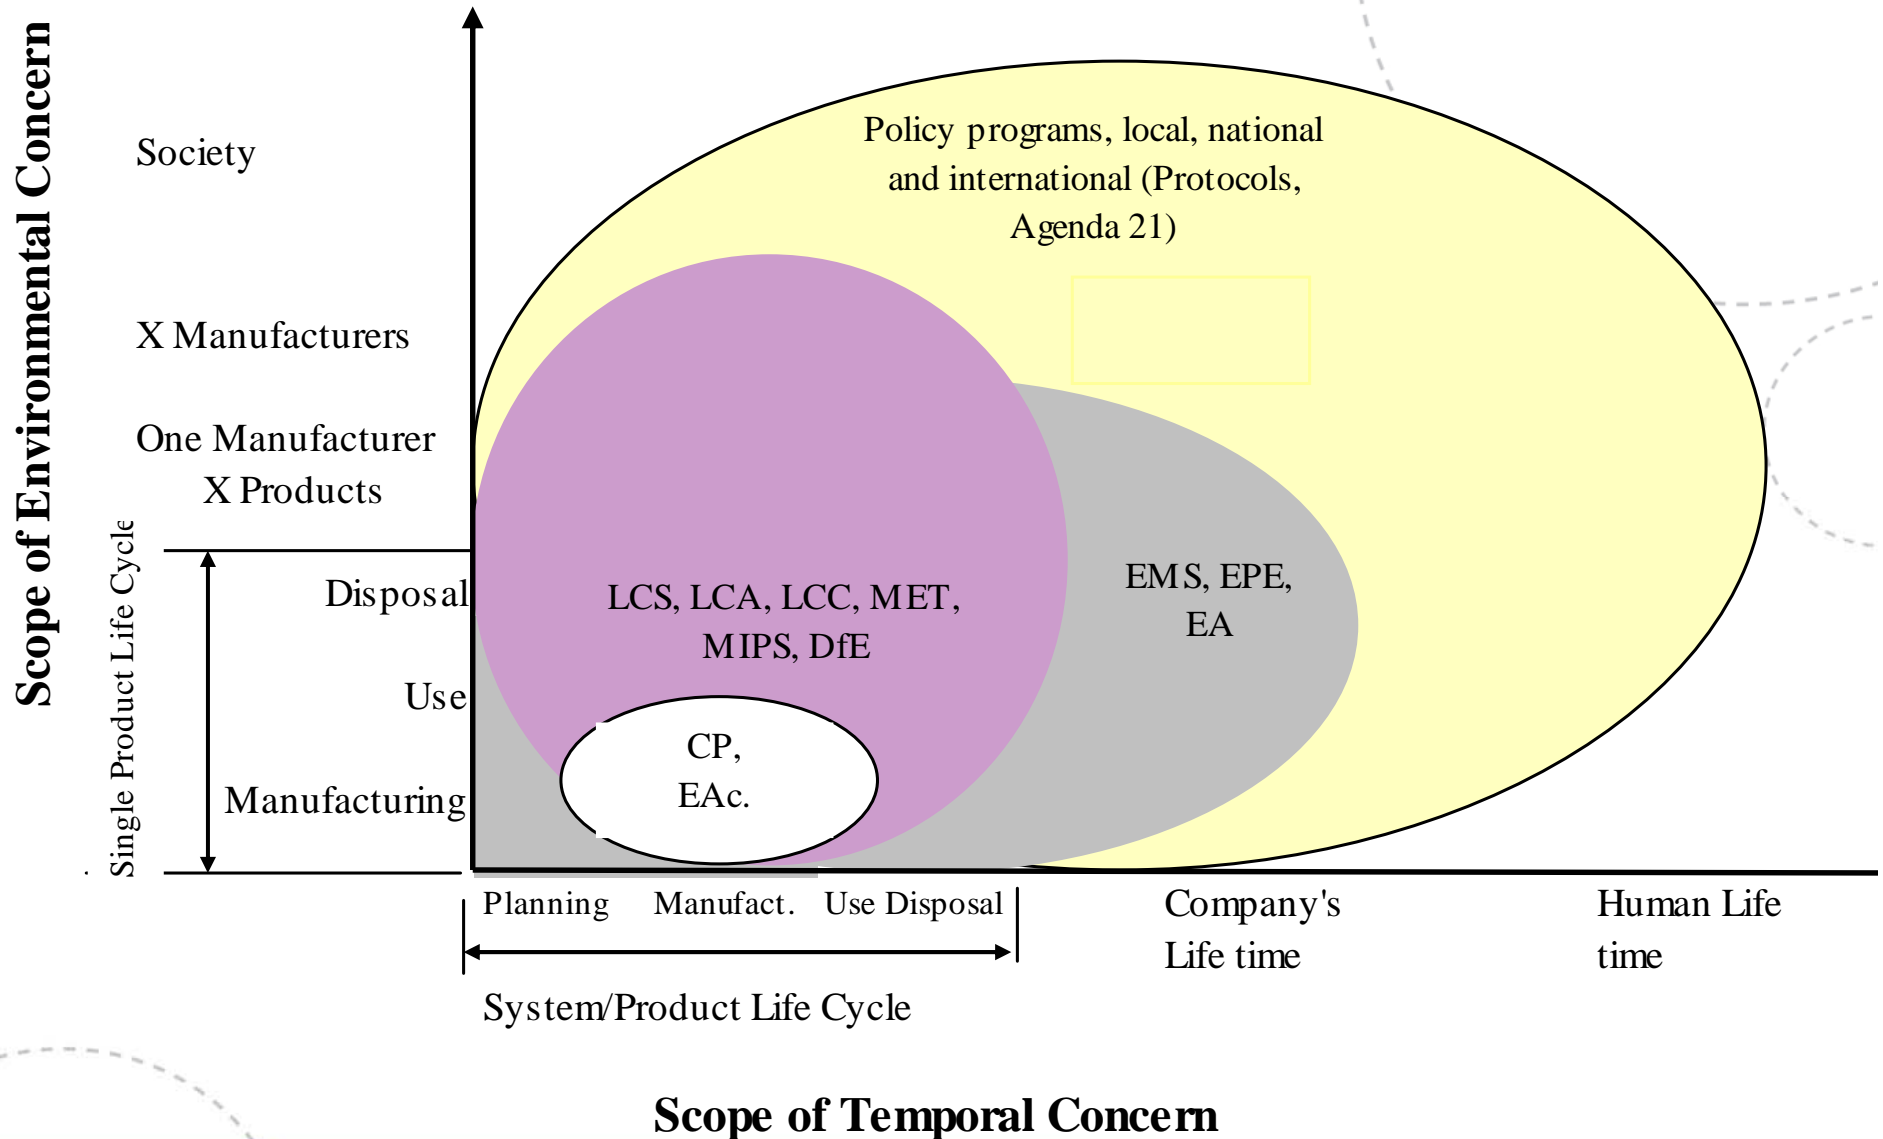 Scope of Environmental Concern
Society
X Manufacturers
One Manufacturer
X Products
Single Product Life Cycle
Disposal
Use
Manufacturing
Policy programs, local, national
and international (Protocols,
Agenda 21)
LCS, LCA, LCC, MET,
MIPS, DfE
EMS, EPE,
EA
CP,
EAc.
Planning Manufact. Use Disposal
System/Product Life Cycle
Company's
Life time
Human Life
time
Scope of Temporal Concern